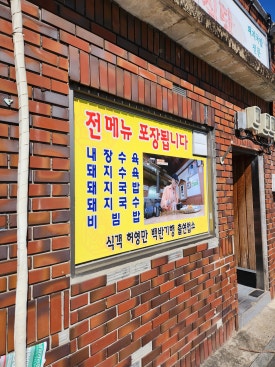 전메뉴 포장됩니다
내장수육
돼지수육
돼지국밥
돼지국수
비빔밥
식객 허영만 백반기행 출연업소